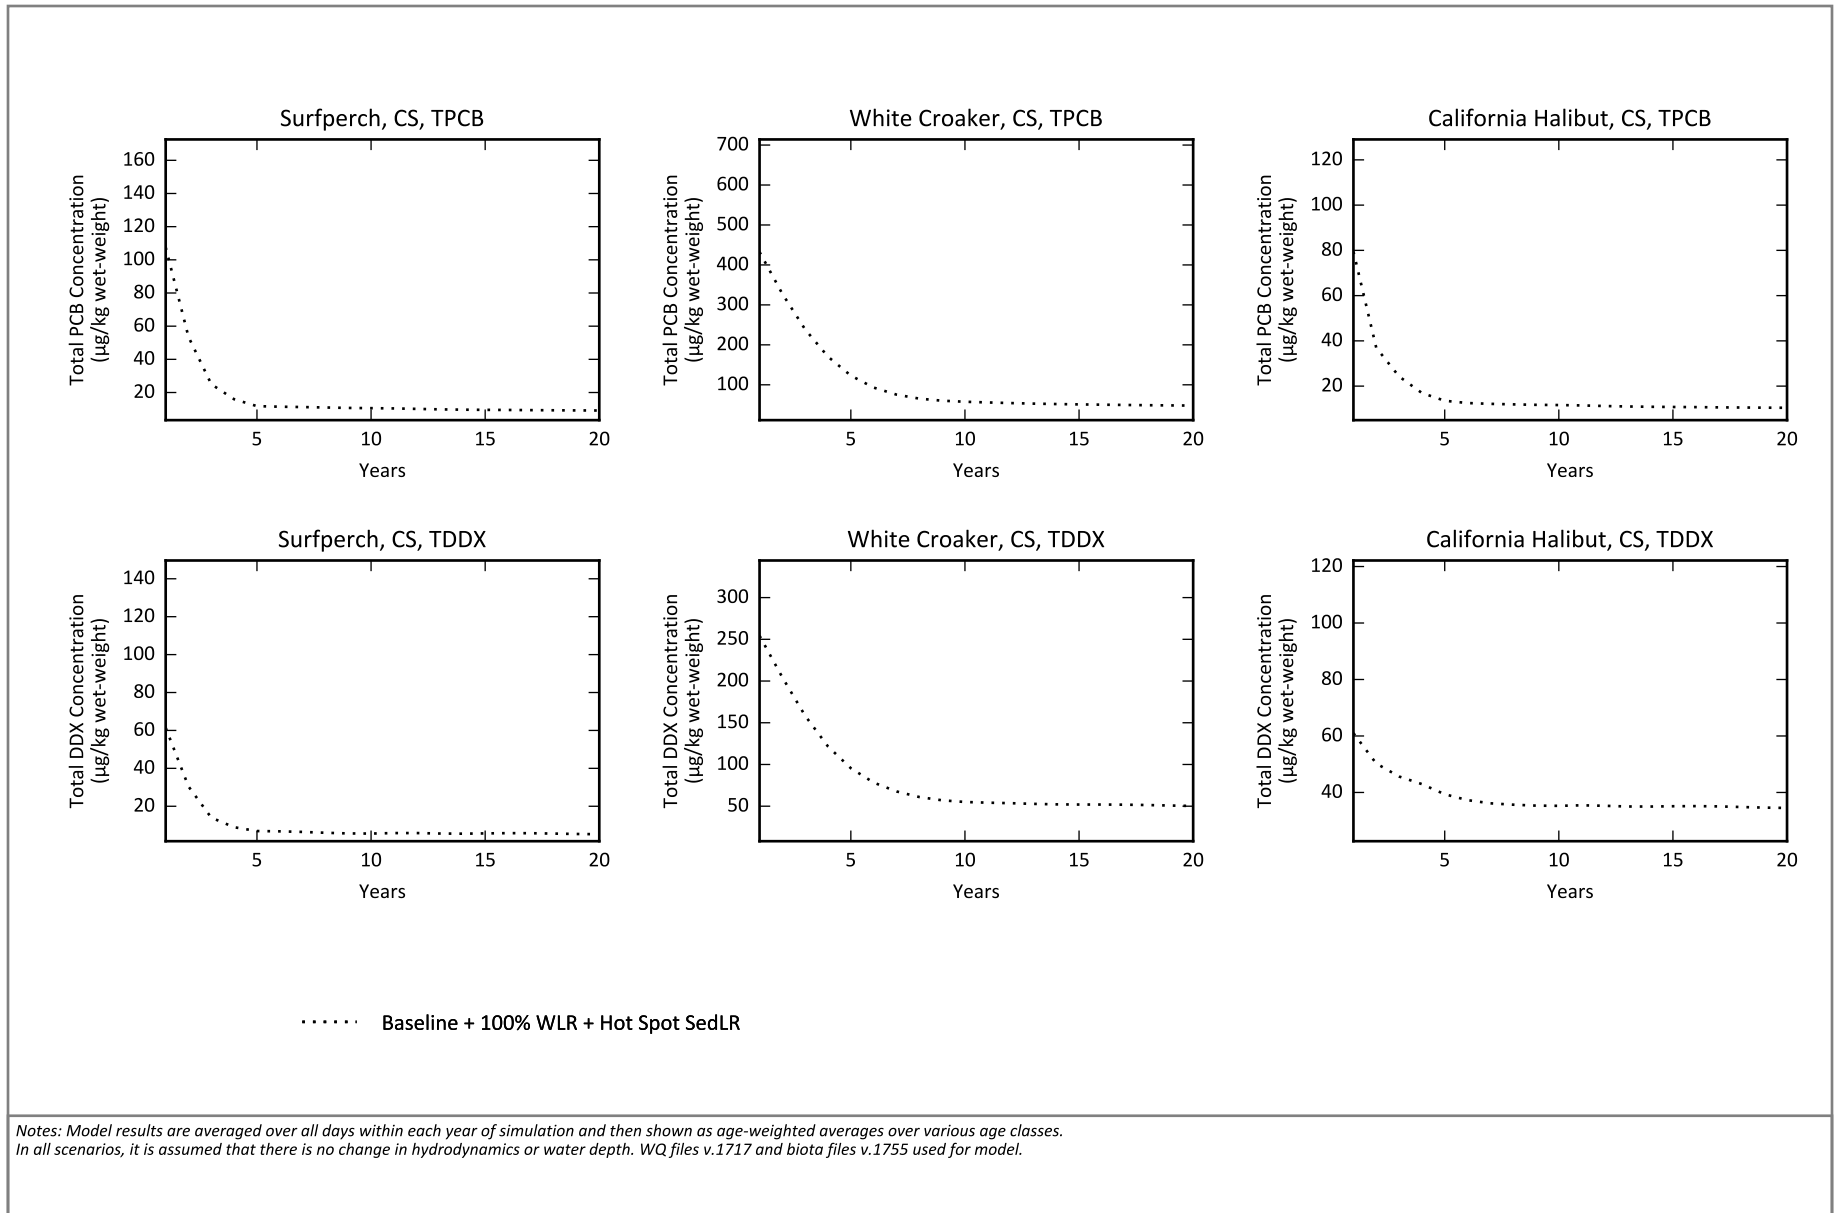 Surfperch, CS, TPCB
Total PCB Concentration
(µg/kg wet-weight)
160
140
120
100
80
60
40
20
5 10 15 20
Years
White Croaker, CS, TPCB
Total PCB Concentration
(µg/kg wet-weight)
700
600
500
400
300
200
100
5 10 15 20
Years
California Halibut, CS, TPCB
Total PCB Concentration
(µg/kg wet-weight)
120
100
80
60
40
20
5 10 15 20
Years
Surfperch, CS, TDDX
Total DDX Concentration
(µg/kg wet-weight)
140
120
100
80
60
40
20
5 10 15 20
Years
White Croaker, CS, TDDX
Total DDX Concentration
(µg/kg wet-weight)
300
250
200
150
100
50
5 10 15 20
Years
California Halibut, CS, TDDX
Total DDX Concentration
(µg/kg wet-weight)
120
100
80
60
40
5 10 15 20
Years
Baseline + 100% WLR + Hot Spot SedLR
Notes: Model results are averaged over all days within each year of simulation and then shown as age-weighted averages over various age classes.
In all scenarios, it is assumed that there is no change in hydrodynamics or water depth. WQ files v.1717 and biota files v.1755 used for model.